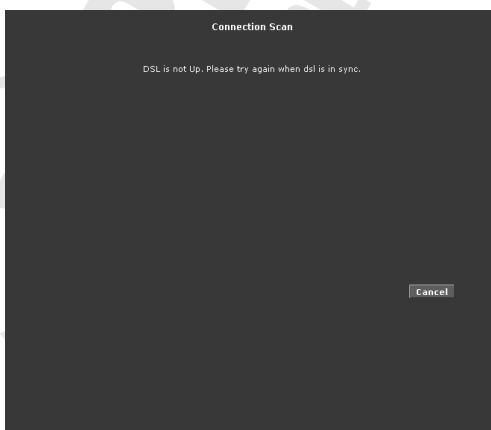 Connection Scan
DSL is not Up. Please try again when dsl is in sync.
Cancel